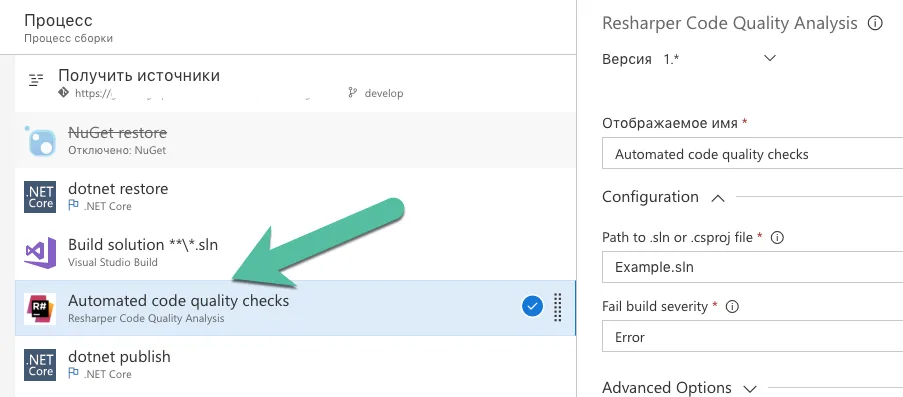 Процесс
Процесс сборки
Получить источники
https:/
develop
NuGet restore
Отключено: NuGet
.NET
Core
dotnet restore
.NET Core
Build solution **\*.sln
Visual Studio Build
R#
Automated code quality checks
Resharper Code Quality Analysis
.NET
Core
dotnet publish
.NET Core
Resharper Code Quality Analysis
Версия 1.*
Отображаемое имя *
Automated code quality checks
Configuration
Path to .sln or .csproj file *
Example.sln
Fail build severity *
Error
Advanced Options